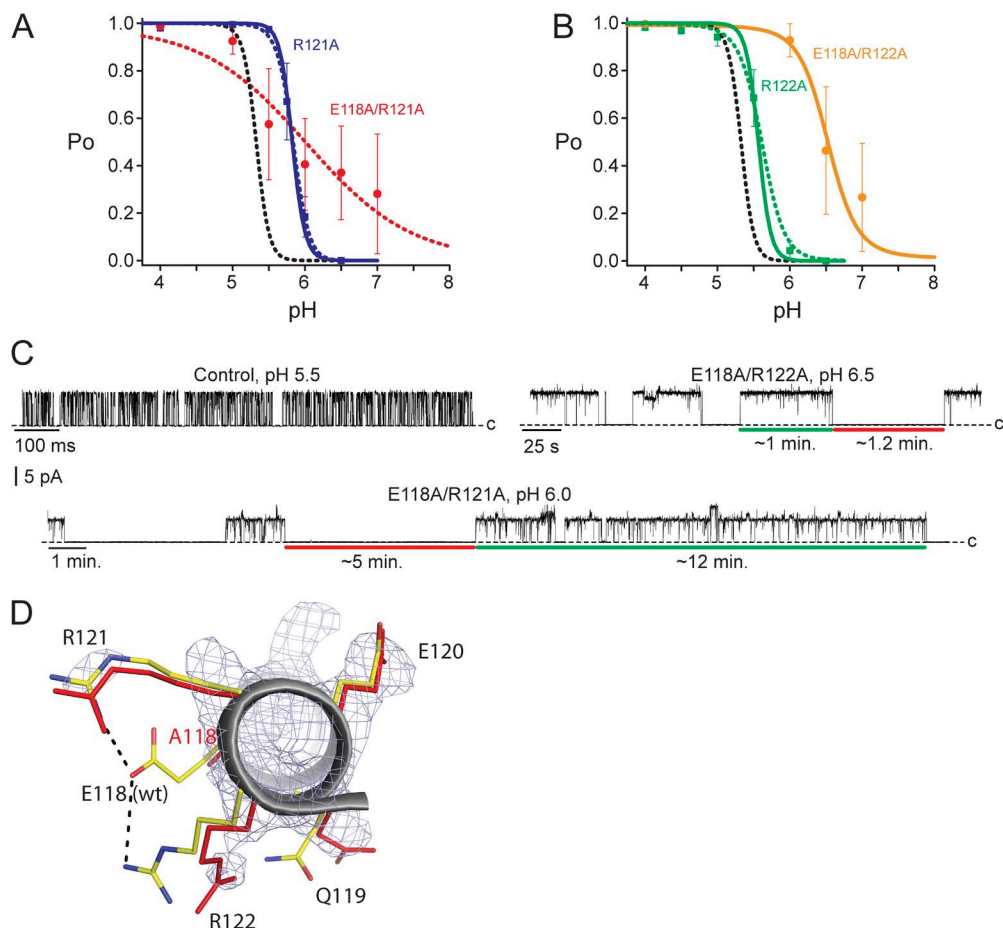 A
1.0
0.8
0.6
0.4
0.2
0.0
Po
4 5 6 7 8
pH
R121A
E118A/R121A
B
1.0
0.8
0.6
0.4
0.2
0.0
Po
4 5 6 7 8
pH
E118A/R122A
R122A
C
Control, pH 5.5
c
100 ms
5 pA
E118A/R122A, pH 6.5
c
25 s
~1 min.
~1.2 min.
E118A/R121A, pH 6.0
c
1 min.
~5 min.
~12 min.
D
R121
E120
A118
E118 (wt)
Q119
R122